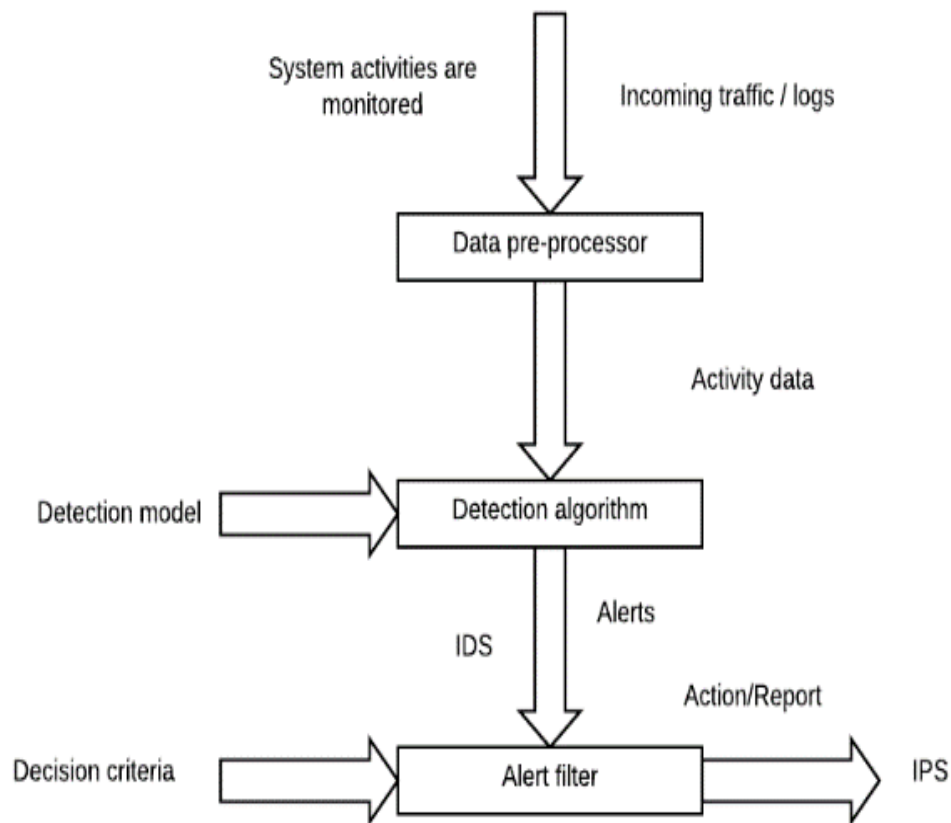 System activities are
monitored
Incoming traffic / logs
Data pre-processor
Activity data
Detection model
Detection algorithm
Alerts
IDS
Action/Report
Decision criteria
Alert filter
IPS